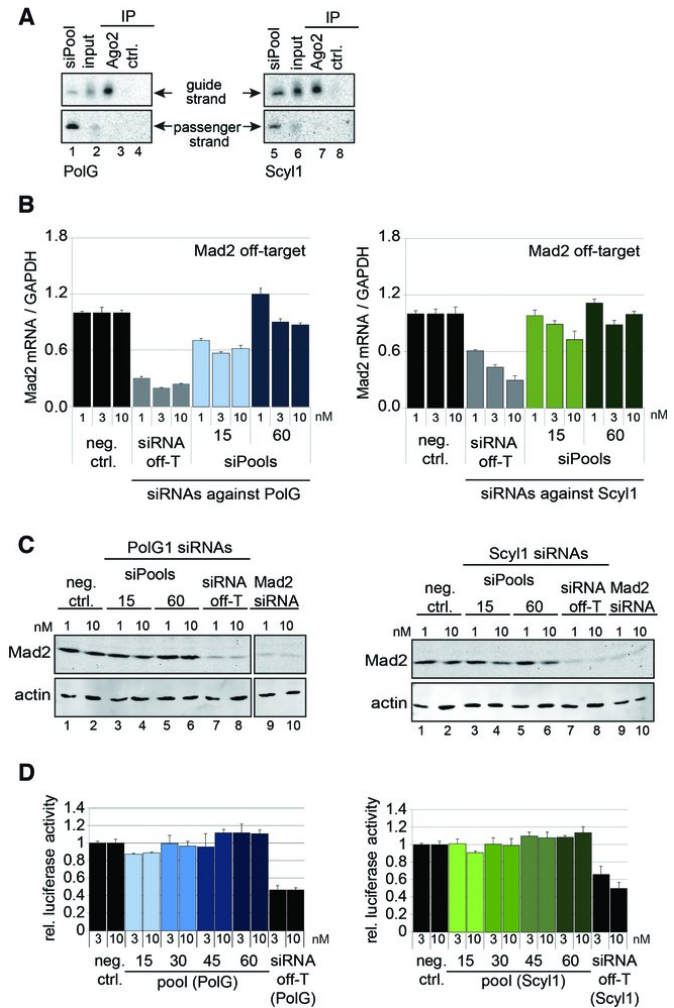 A
IP
IP
siPool
input
Ago2
ctrl.
siPool
input
Ago2
ctrl.
guide
strand
passenger
strand
1 2 3 4
5 6 7 8
PolG
Scyl1
B
Mad2 mRNA / GAPDH
1.8
1.2
0.6
0.0
Mad2 off-target
1 3 10 1 3 10 1 3 10 1 3 10 nM
neg.
ctrl.
siRNA
off-T
15 60
siPools
siRNAs against PolG
Mad2 mRNA / GAPDH
1.8
1.2
0.6
0.0
Mad2 off-target
1 3 10 1 3 10 1 3 10 1 3 10 nM
neg.
ctrl.
siRNA
off-T
15 60
siPools
siRNAs against Scyl1
C
PolG1 siRNAs
neg.
ctrl.
siPools
15 60
siRNA
off-T
Mad2
siRNA
nM 1 10 1 10 1 10 1 10 1 10
Mad2
actin
1 2 3 4 5 6 7 8 9 10
Scyl1 siRNAs
neg.
ctrl.
siPools
15 60
siRNA
off-T
Mad2
siRNA
nM 1 10 1 10 1 10 1 10 1 10
Mad2
actin
1 2 3 4 5 6 7 8 9 10
D
rel. luciferase activity
1.4
1.2
1
0.8
0.6
0.4
0.2
0
3 10 3 10 3 10 3 10 3 10 3 10 nM
neg.
ctrl.
15 30 45 60
pool (PolG)
siRNA
off-T
(PolG)
rel. luciferase activity
1.4
1.2
1
0.8
0.6
0.4
0.2
0
3 10 3 10 3 10 3 10 3 10 3 10 nM
neg.
ctrl.
15 30 45 60
pool (Scyl1)
siRNA
off-T
(Scyl1)